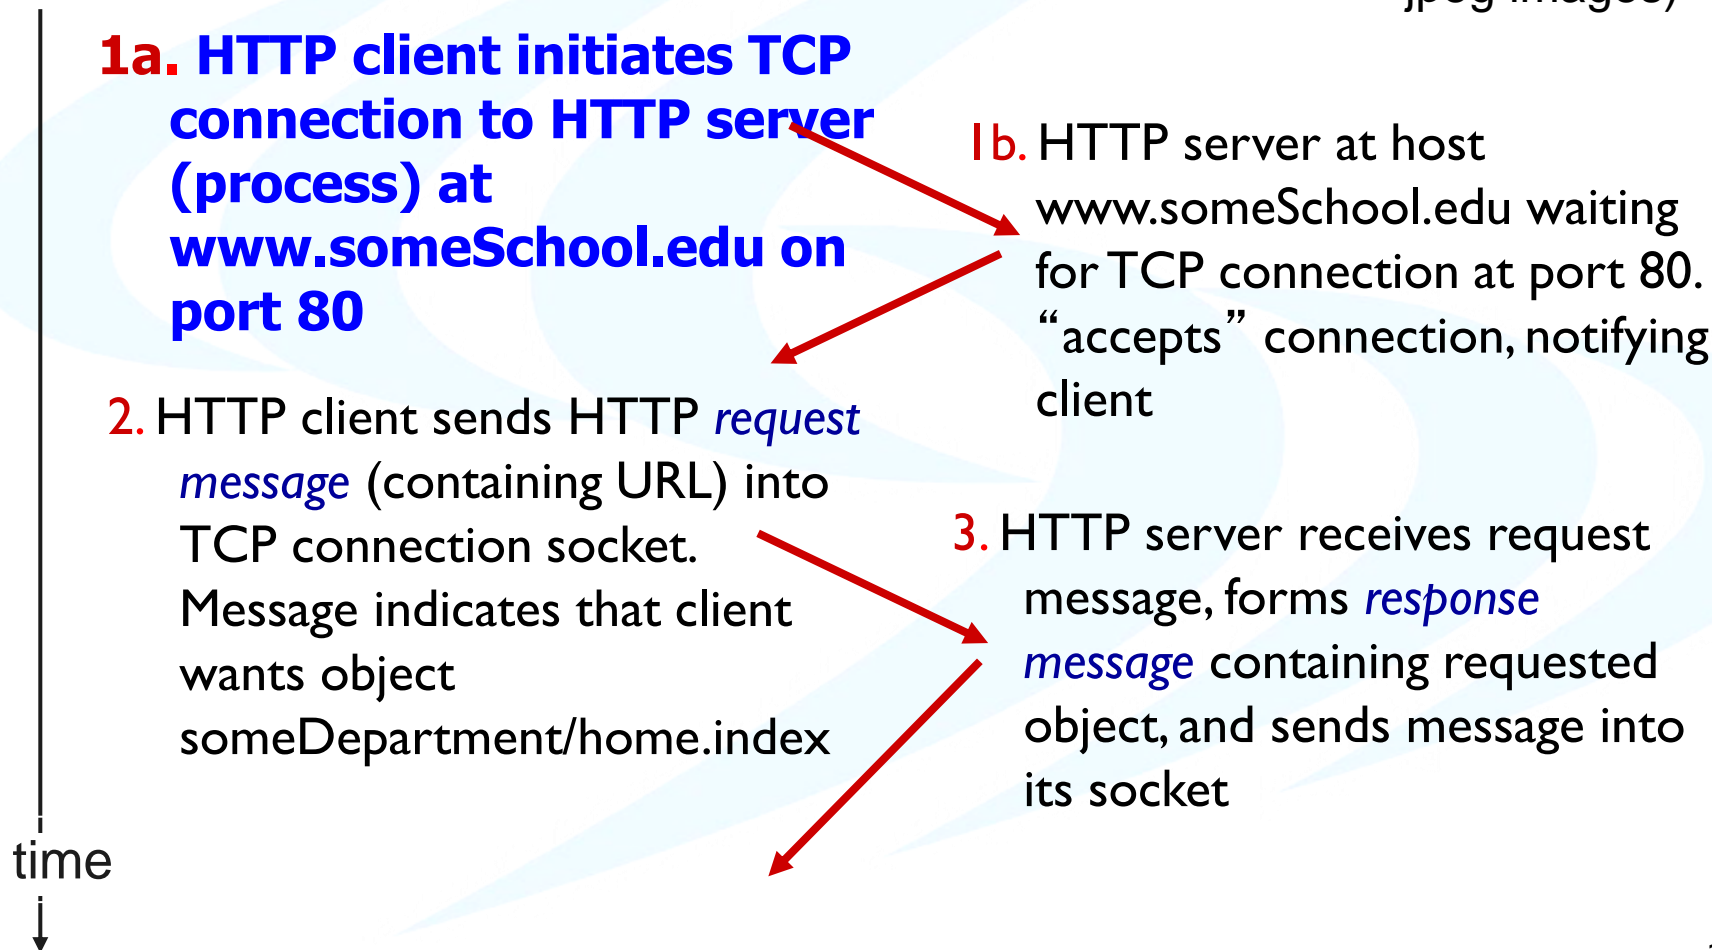 jpeg images)
1a. HTTP client initiates TCP
connection to HTTP server
(process) at
www.someSchool.edu on
port 80
1b. HTTP server at host
www.someSchool.edu waiting
for TCP connection at port 80.
“accepts” connection, notifying
client
2. HTTP client sends HTTP request
message (containing URL) into
TCP connection socket.
Message indicates that client
wants object
someDepartment/home.index
3. HTTP server receives request
message, forms response
message containing requested
object, and sends message into
its socket
time